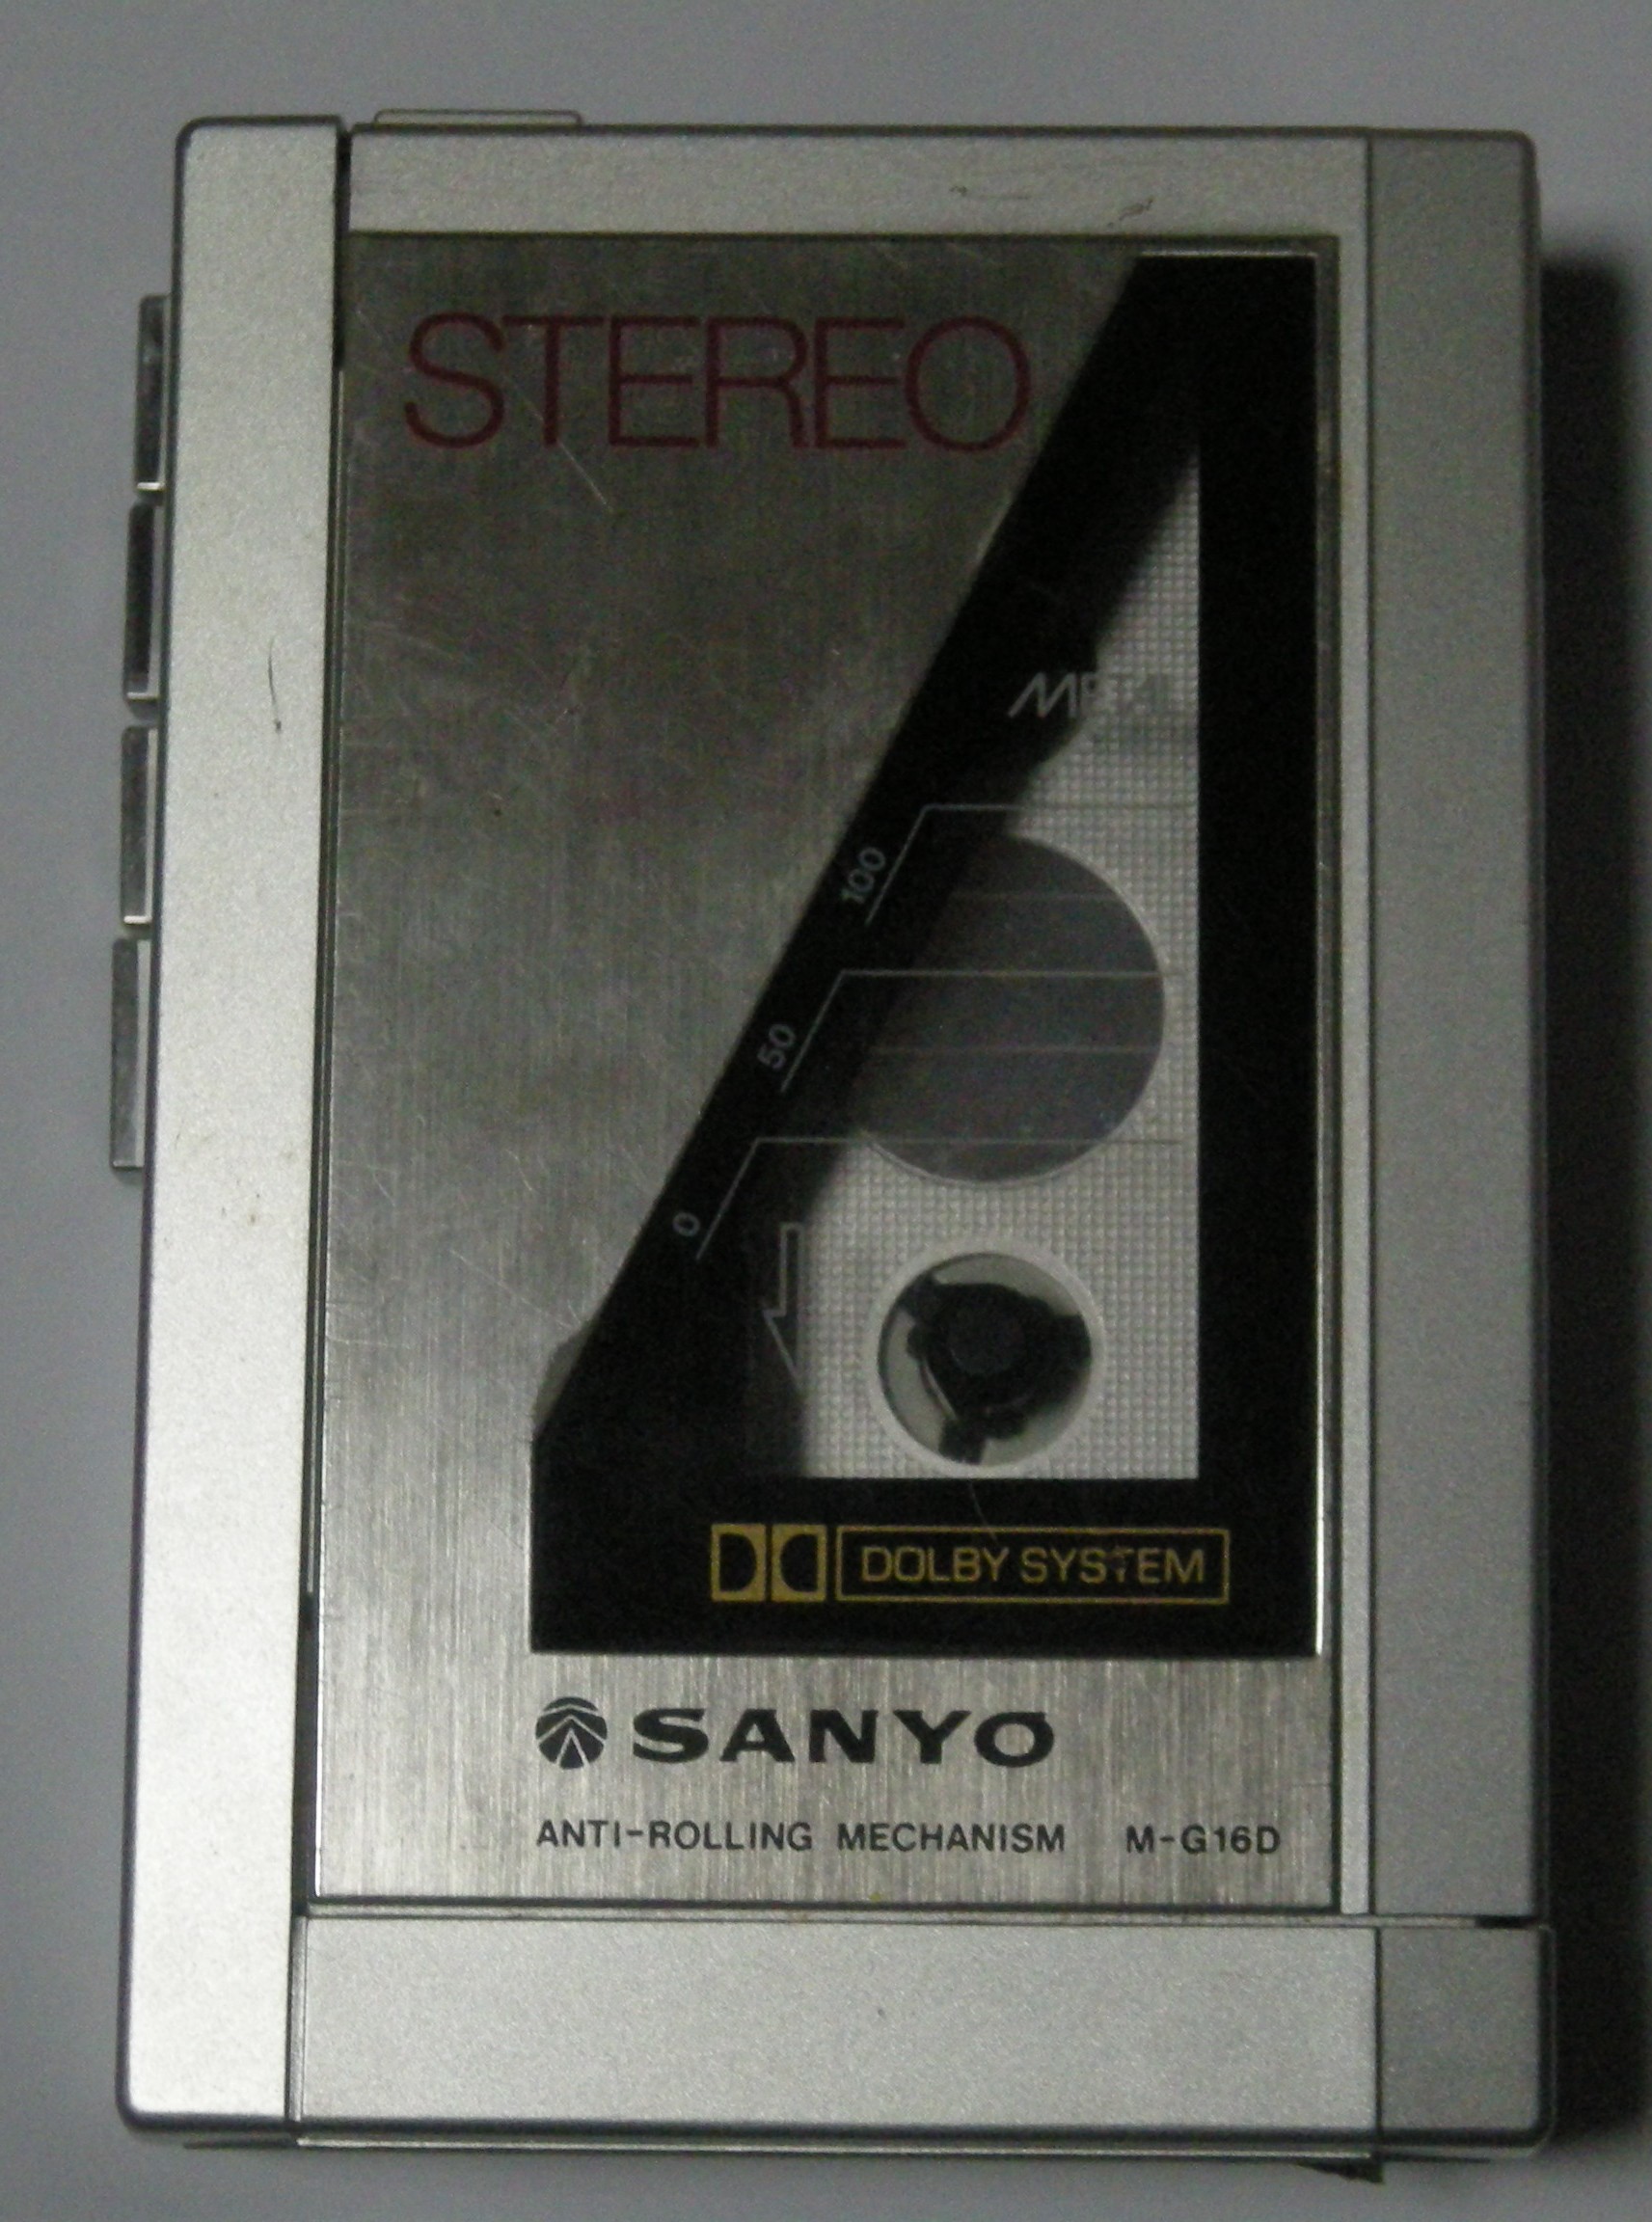 STEREO
METAL
100
50
0
DOLBY SYSTEM
SANYO
ANTI-ROLLING MECHANISM M-G16D